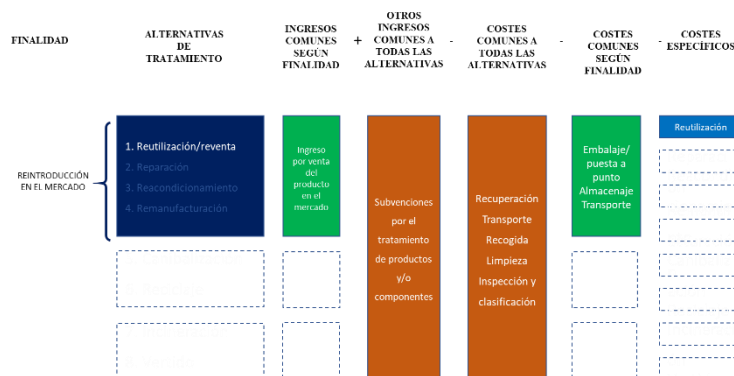 FINALIDAD
ALTERNATIVAS
DE
TRATAMIENTO
INGRESOS
COMUNES
SEGÚN
FINALIDAD
+
OTROS
INGRESOS
COMUNES A
TODAS LAS
ALTERNATIVAS
-
COSTES
COMUNES A
TODAS LAS
ALTERNATIVAS
-
COSTES
COMUNES
SEGÚN
FINALIDAD
-
COSTES
ESPECÍFICOS
REINTRODUCCIÓN
EN EL MERCADO
1. Reutilización/reventa
2. Reparación
3. Reacondicionamiento
4. Remanufacturación
Ingreso
por venta
del
producto
en el
mercado
Subvenciones
por el
tratamiento
de productos
y/o
componentes
Recuperación
Transporte
Recogida
Limpieza
Inspección y
clasificación
Embalaje/
puesta a
punto
Almacenaje
Transporte
Reutilización